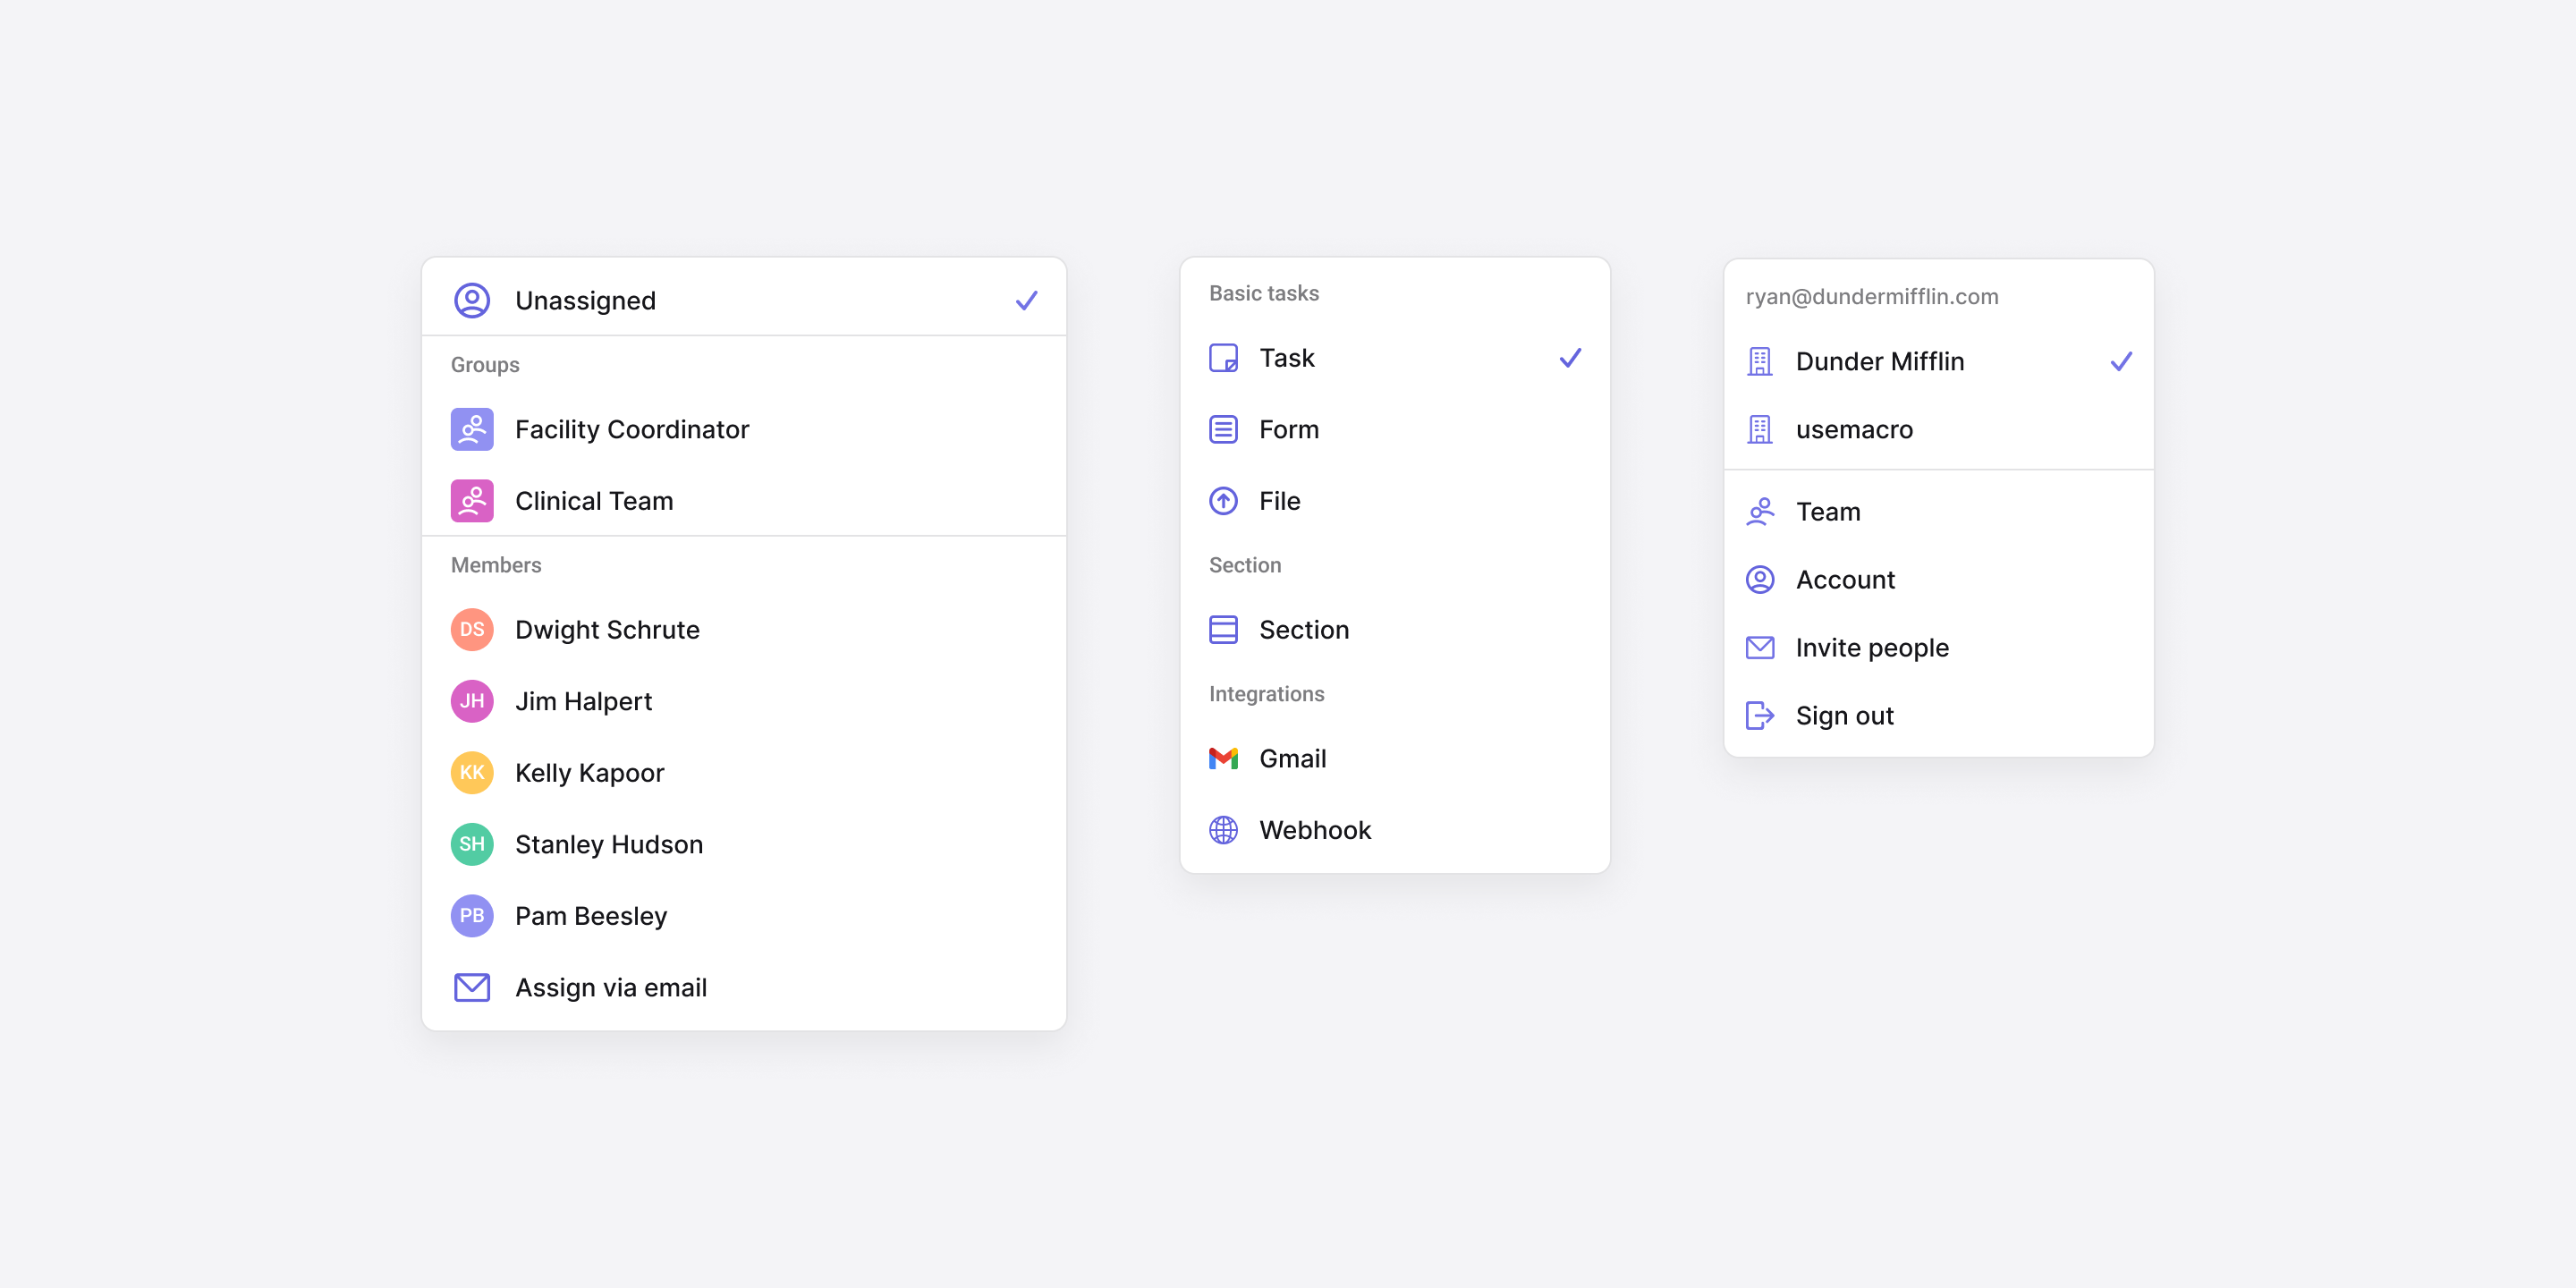 Unassigned
Groups
Facility Coordinator
Clinical Team
Members
DS Dwight Schrute
JH Jim Halpert
KK Kelly Kapoor
SH Stanley Hudson
PB Pam Beesley
Assign via email
Basic tasks
Task
Form
File
Section
Section
Integrations
Gmail
Webhook
ryan@dundermifflin.com
Dunder Mifflin
usemacro
Team
Account
Invite people
Sign out